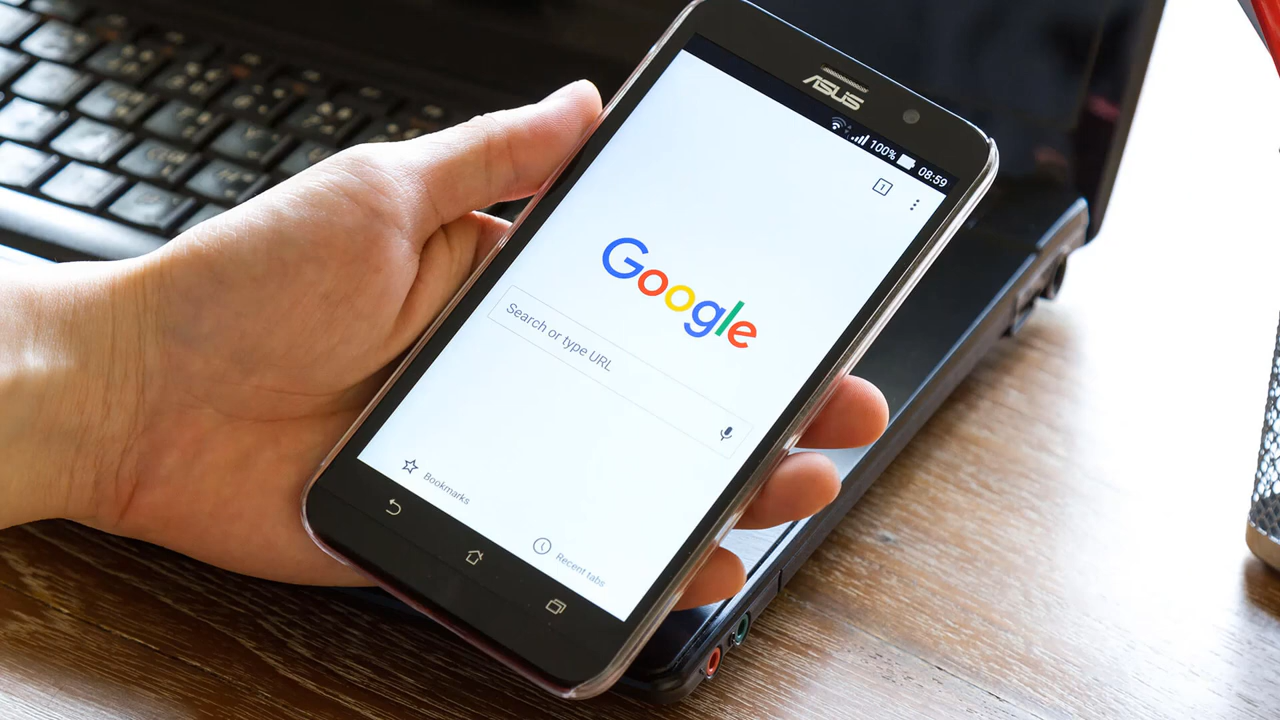 ASUS
100% 08:59
1
Google
Search or type URL
Bookmarks
Recent tabs